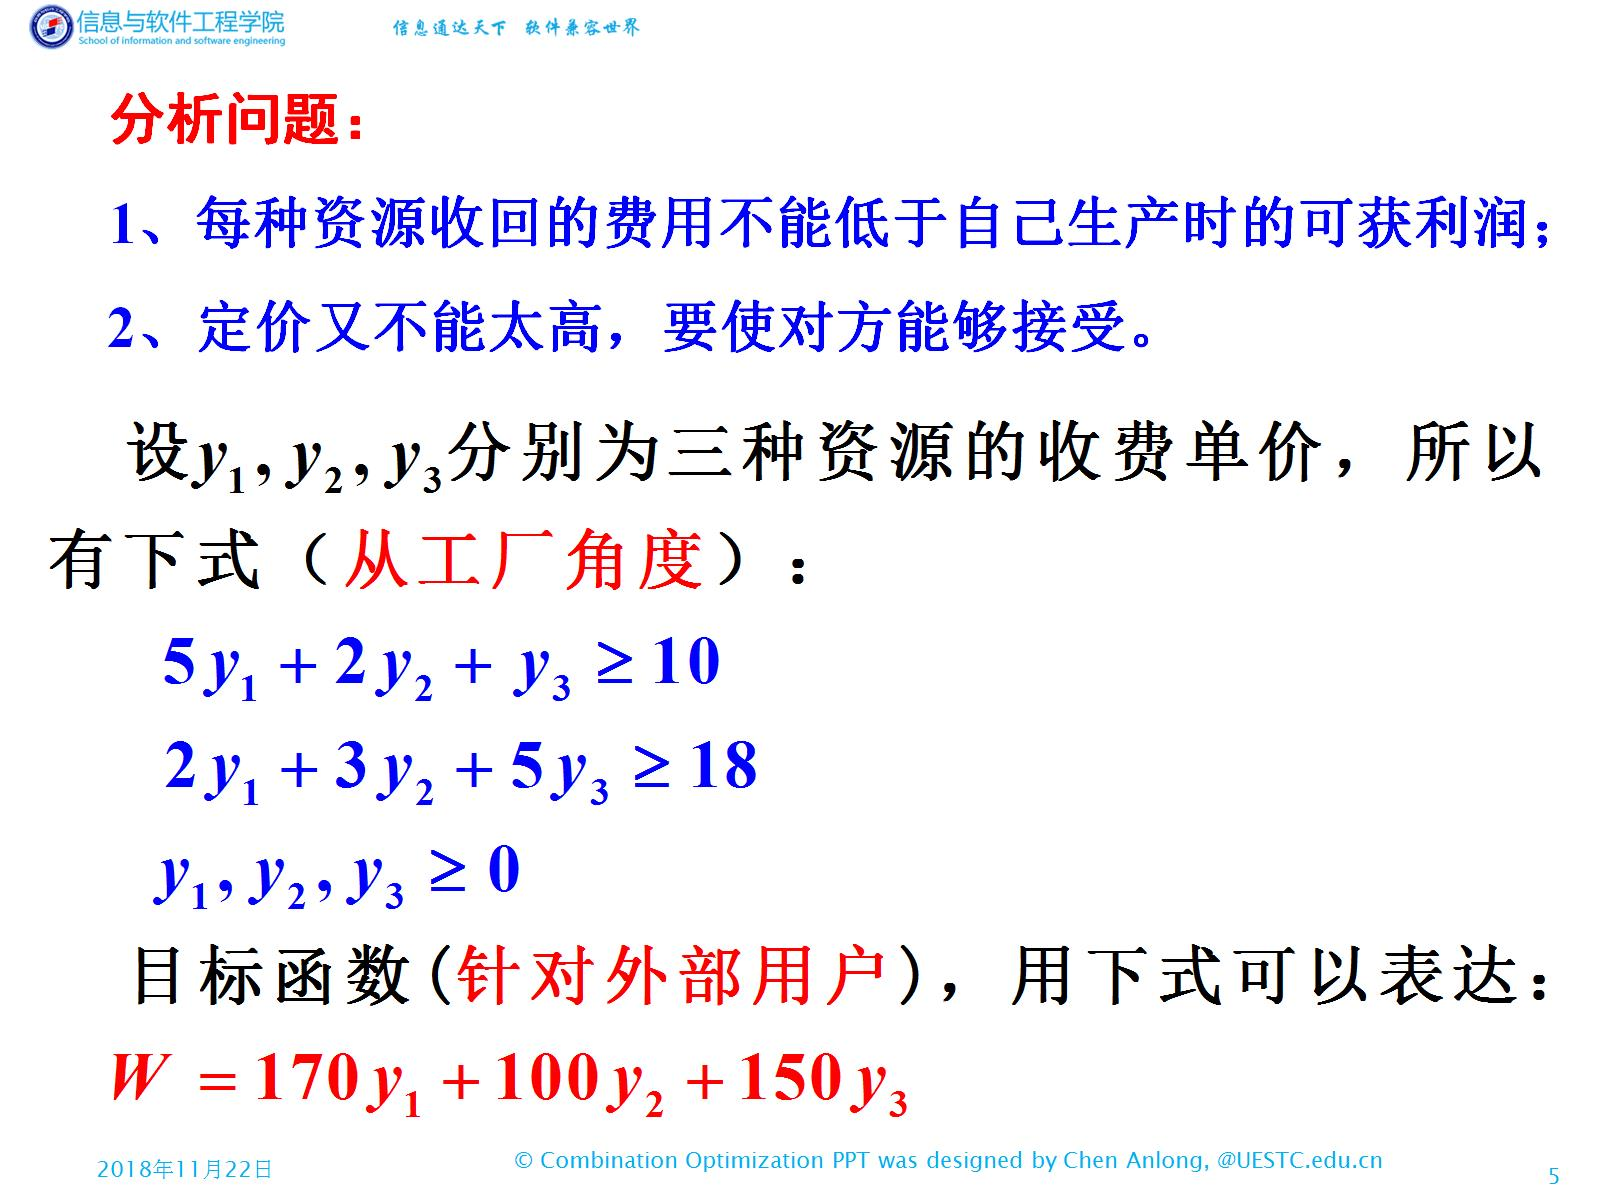 信息与软件工程学院
School of information and software engineering
信息通达天下 软件兼容世界
分析问题：
1、每种资源收回的费用不能低于自己生产时的可获利润；
2、定价又不能太高，要使对方能够接受。
设y₁, y₂, y₃分别为三种资源的收费单价，所以
有下式（从工厂角度）：
5y₁ + 2y₂ + y₃ ≥ 10
2y₁ + 3y₂ + 5y₃ ≥ 18
y₁, y₂, y₃ ≥ 0
目标函数(针对外部用户)，用下式可以表达：
W = 170y₁ + 100y₂ + 150y₃
2018年11月22日
© Combination Optimization PPT was designed by Chen Anlong, @UESTC.edu.cn
5